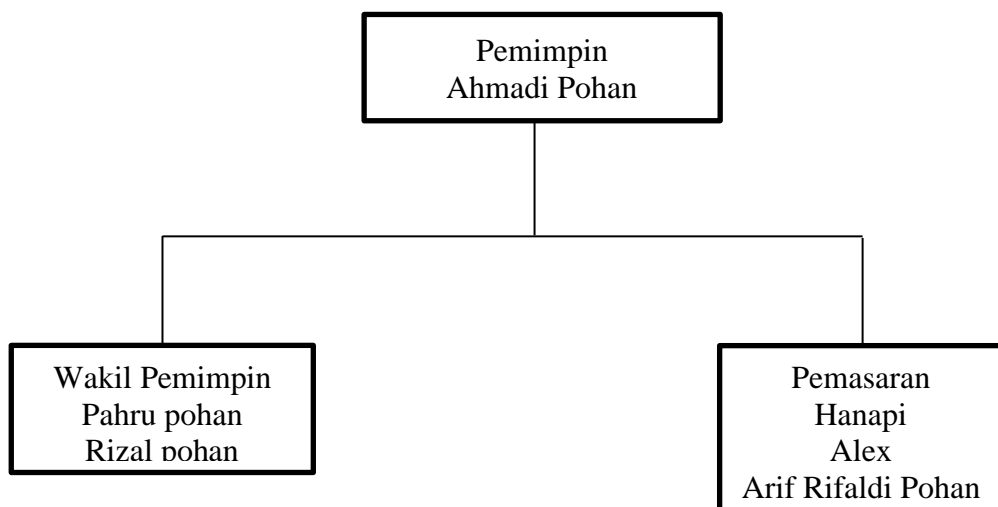 Pemimpin
Ahmadi Pohan
Wakil Pemimpin
Pahru pohan
Rizal pohan
Pemasaran
Hanapi
Alex
Arif Rifaldi Pohan